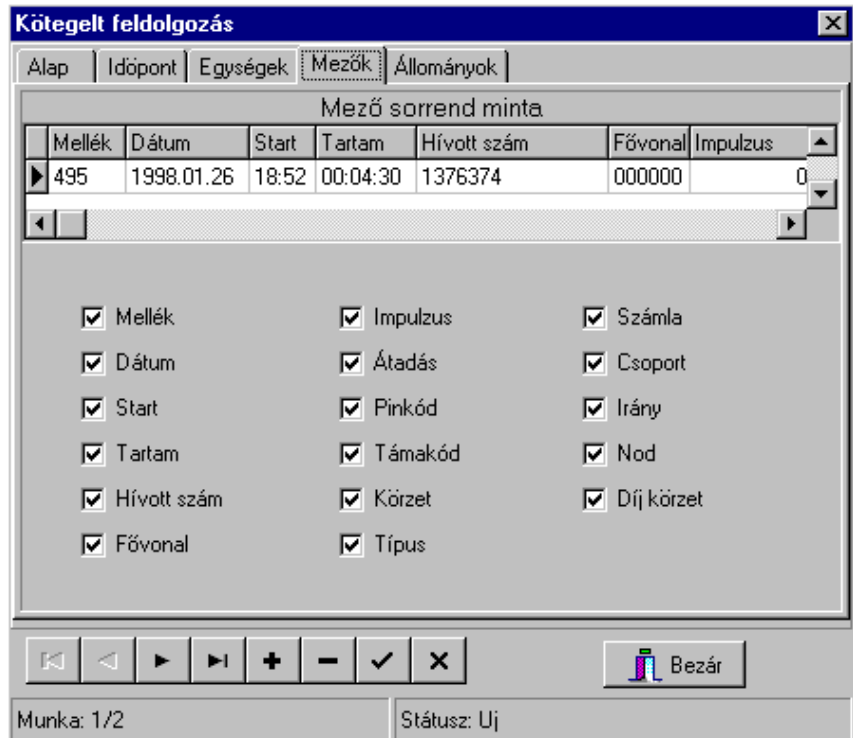 Kötegelt feldolgozás
Alap Idöpont Egységek Mezők Állományok
Mező sorrend minta
Mellék Dátum Start Tartam Hívott szám Fővonal Impulzus
495 1998.01.26 18:52 00:04:30 1376374 000000 0
Mellék Impulzus Számla
Dátum Átadás Csoport
Start Pinkód Irány
Tartam Támakód Nod
Hívott szám Körzet Díj körzet
Fővonal Típus
Bezár
Munka: 1/2 Státusz: Uj